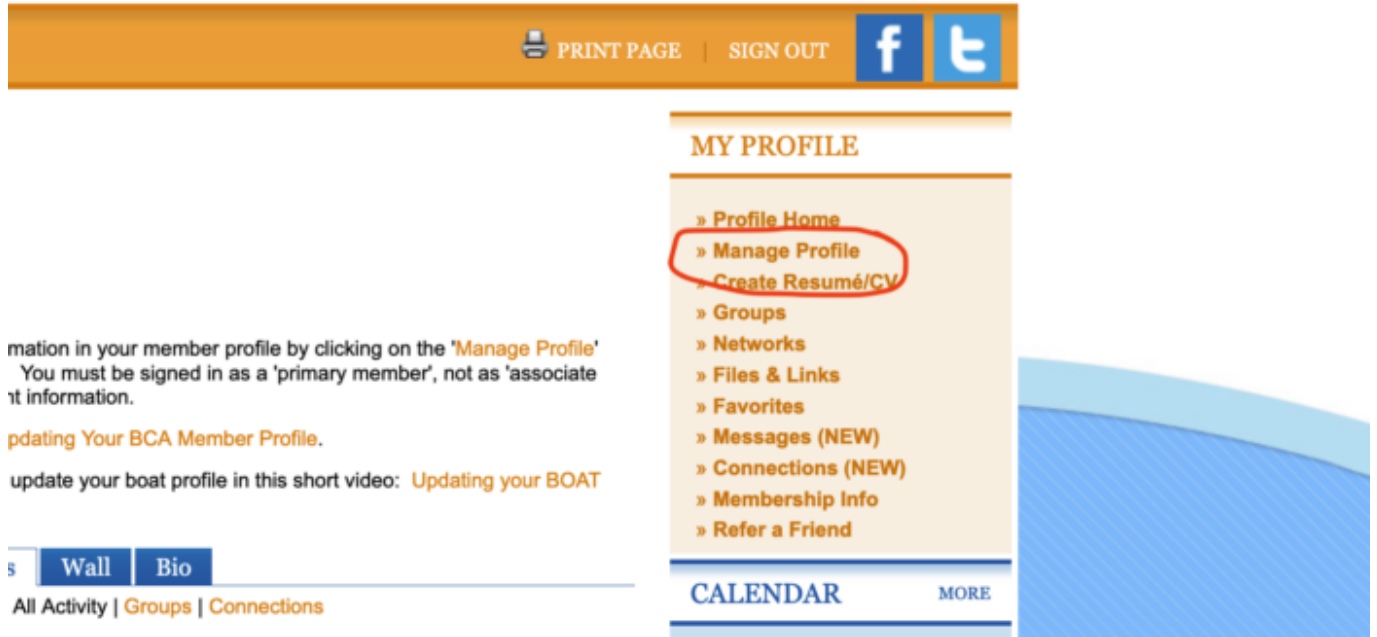 PRINT PAGE | SIGN OUT
MY PROFILE
» Profile Home
» Manage Profile
» Create Resumé/CV
» Groups
» Networks
» Files & Links
» Favorites
» Messages (NEW)
» Connections (NEW)
» Membership Info
» Refer a Friend
mation in your member profile by clicking on the 'Manage Profile'
You must be signed in as a 'primary member', not as 'associate
nt information.
pdating Your BCA Member Profile.
update your boat profile in this short video: Updating your BOAT
s Wall Bio
All Activity | Groups | Connections
CALENDAR MORE